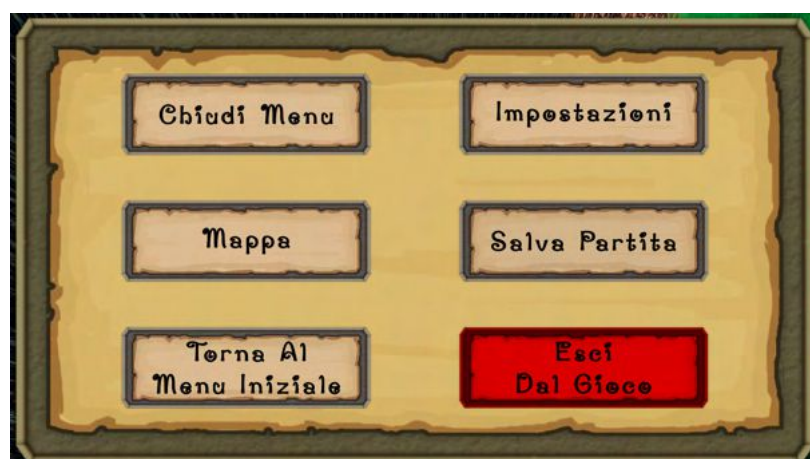 Chiudi Menu
Impostazioni
Mappa
Salva Partita
Torna Al
Menu Iniziale
Esci
Dal Gioco